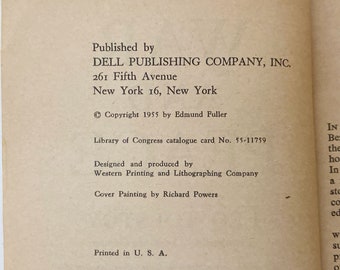 Published by
DELL PUBLISHING COMPANY, INC.
261 Fifth Avenue
New York 16, New York
© Copyright 1955 by Edmund Fuller
Library of Congress catalogue card No. 55-11759
Designed and produced by
Western Printing and Lithographing Company
Cover Painting by Richard Powers
Printed in U. S. A.